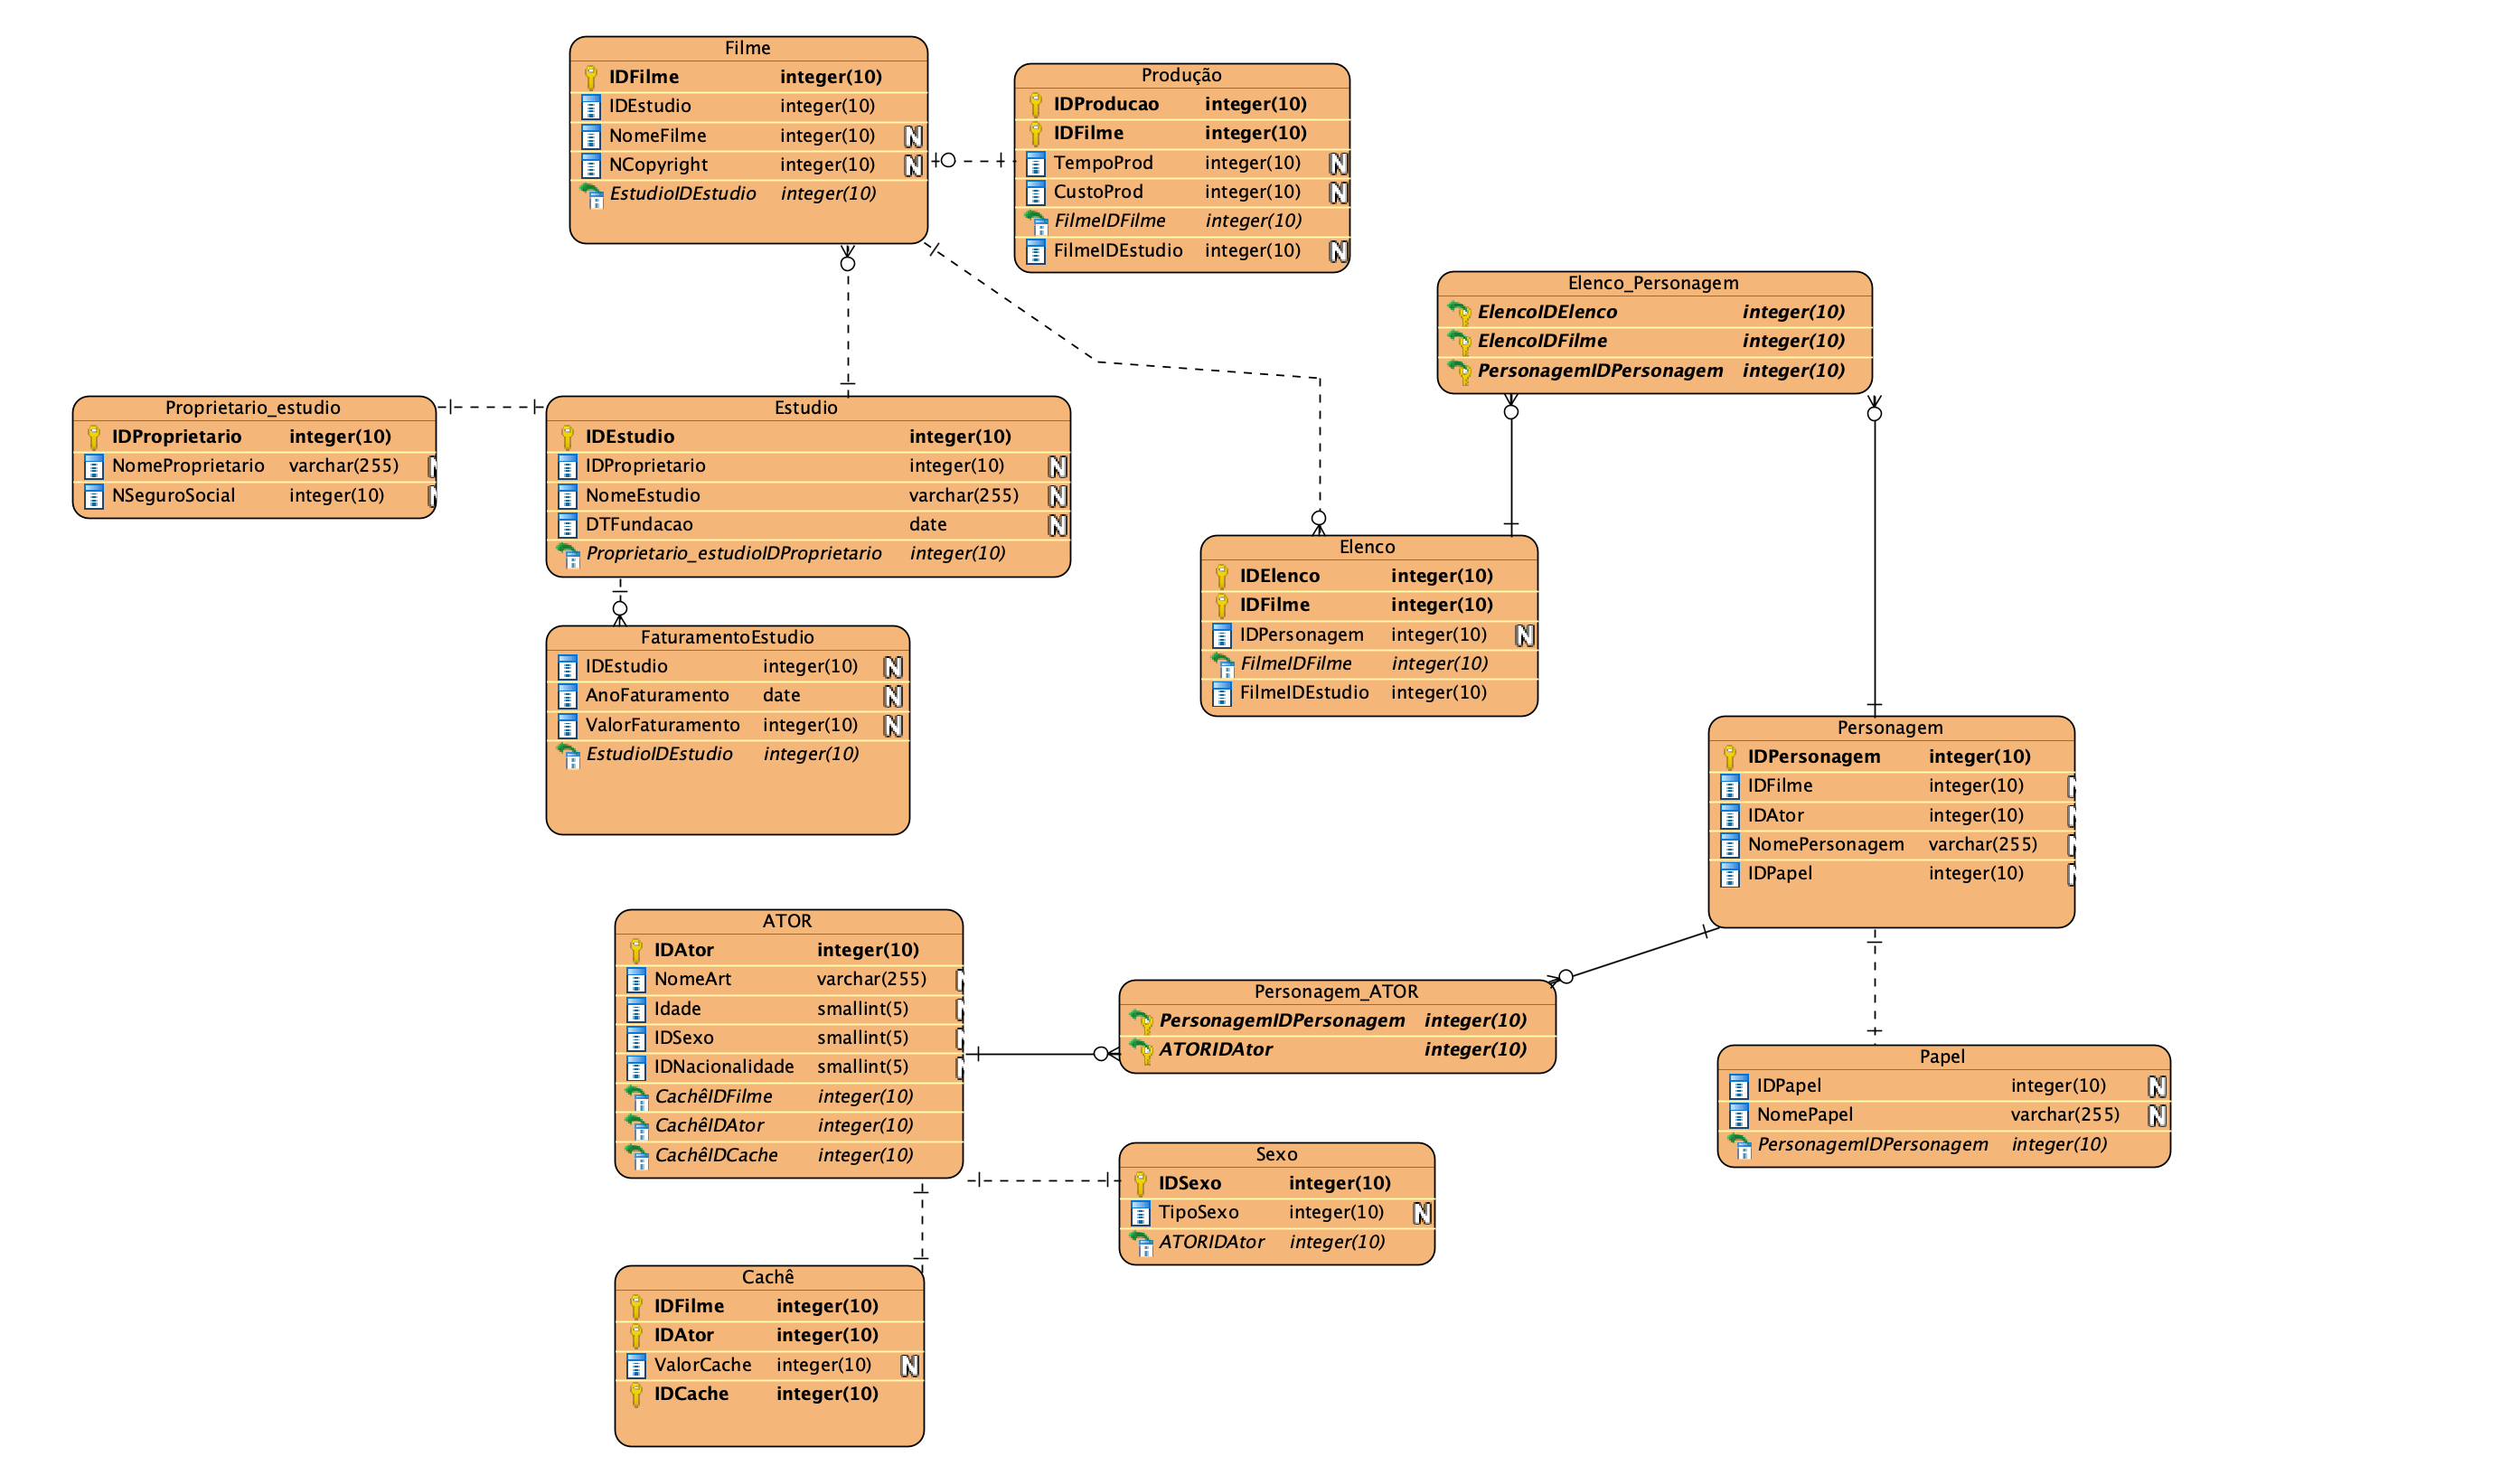 Filme
IDFilme integer(10)
IDEstudio integer(10)
NomeFilme integer(10) N
NCopyright integer(10) N
EstudioIDEstudio integer(10)
Produção
IDProducao integer(10)
IDFilme integer(10)
TempoProd integer(10) N
CustoProd integer(10) N
FilmeIDFilme integer(10)
FilmeIDEstudio integer(10) N
Elenco_Personagem
ElencoIDElenco integer(10)
ElencoIDFilme integer(10)
PersonagemIDPersonagem integer(10)
Proprietario_estudio
IDProprietario integer(10)
NomeProprietario varchar(255) N
NSeguroSocial integer(10) N
Estudio
IDEstudio integer(10)
IDProprietario integer(10) N
NomeEstudio varchar(255) N
DTFundacao date N
Proprietario_estudioIDProprietario integer(10)
Elenco
IDElenco integer(10)
IDFilme integer(10)
IDPersonagem integer(10) N
FilmeIDFilme integer(10)
FilmeIDEstudio integer(10)
FaturamentoEstudio
IDEstudio integer(10) N
AnoFaturamento date N
ValorFaturamento integer(10) N
EstudioIDEstudio integer(10)
Personagem
IDPersonagem integer(10)
IDFilme integer(10) N
IDAtor integer(10) N
NomePersonagem varchar(255) N
IDPapel integer(10) N
ATOR
IDAtor integer(10)
NomeArt varchar(255) N
Idade smallint(5) N
IDSexo smallint(5) N
IDNacionalidade smallint(5) N
CachêIDFilme integer(10)
CachêIDAtor integer(10)
CachêIDCache integer(10)
Personagem_ATOR
PersonagemIDPersonagem integer(10)
ATORIDAtor integer(10)
Papel
IDPapel integer(10) N
NomePapel varchar(255) N
PersonagemIDPersonagem integer(10)
Sexo
IDSexo integer(10)
TipoSexo integer(10) N
ATORIDAtor integer(10)
Cachê
IDFilme integer(10)
IDAtor integer(10)
ValorCache integer(10) N
IDCache integer(10)